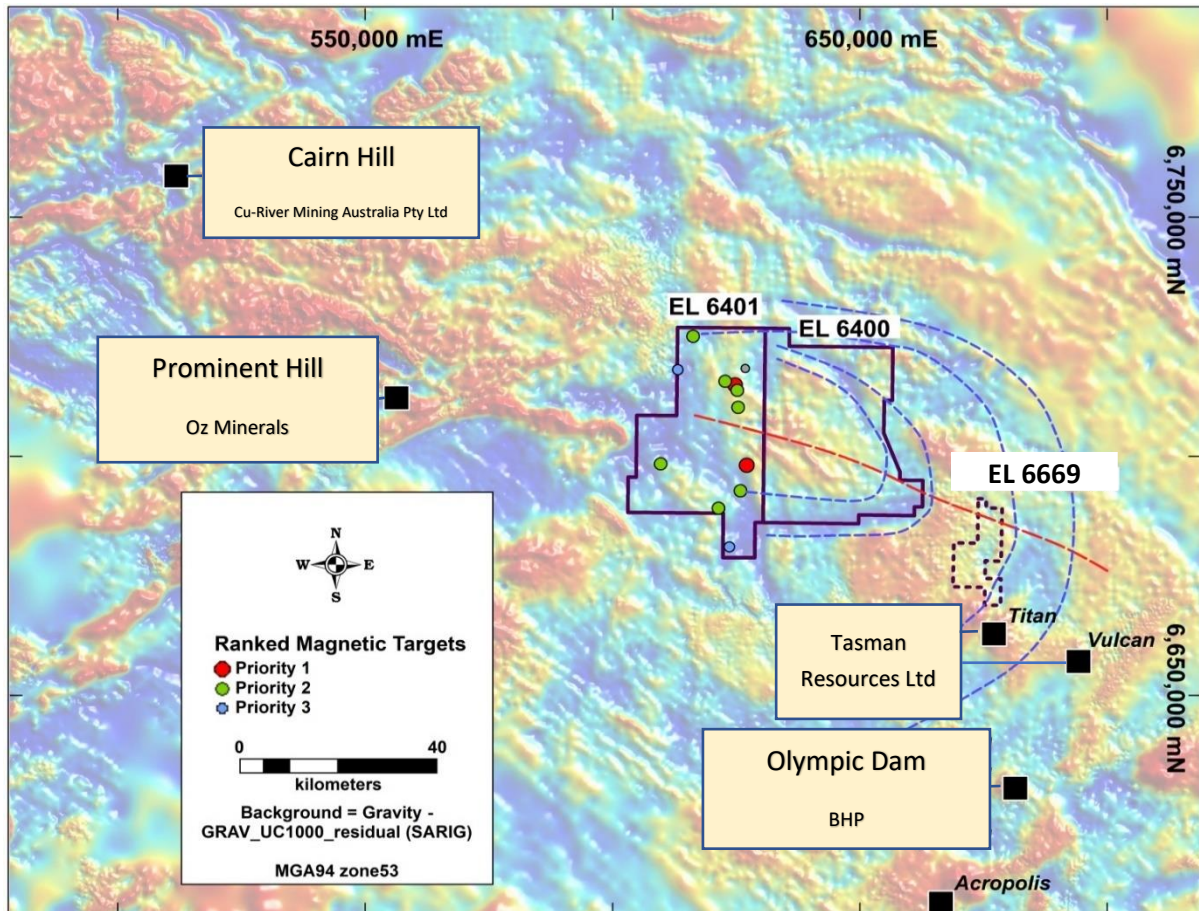 550,000 mE
650,000 mE
6,750,000 mN
Cairn Hill
Cu-River Mining Australia Pty Ltd
EL 6401
EL 6400
Prominent Hill
Oz Minerals
EL 6669
N
W
E
S
Ranked Magnetic Targets
Priority 1
Priority 2
Priority 3
0
40
kilometers
Background = Gravity -
GRAV_UC1000_residual (SARIG)
MGA94 zone53
Titan
Vulcan
Tasman
Resources Ltd
6,650,000 mN
Olympic Dam
BHP
Acropolis